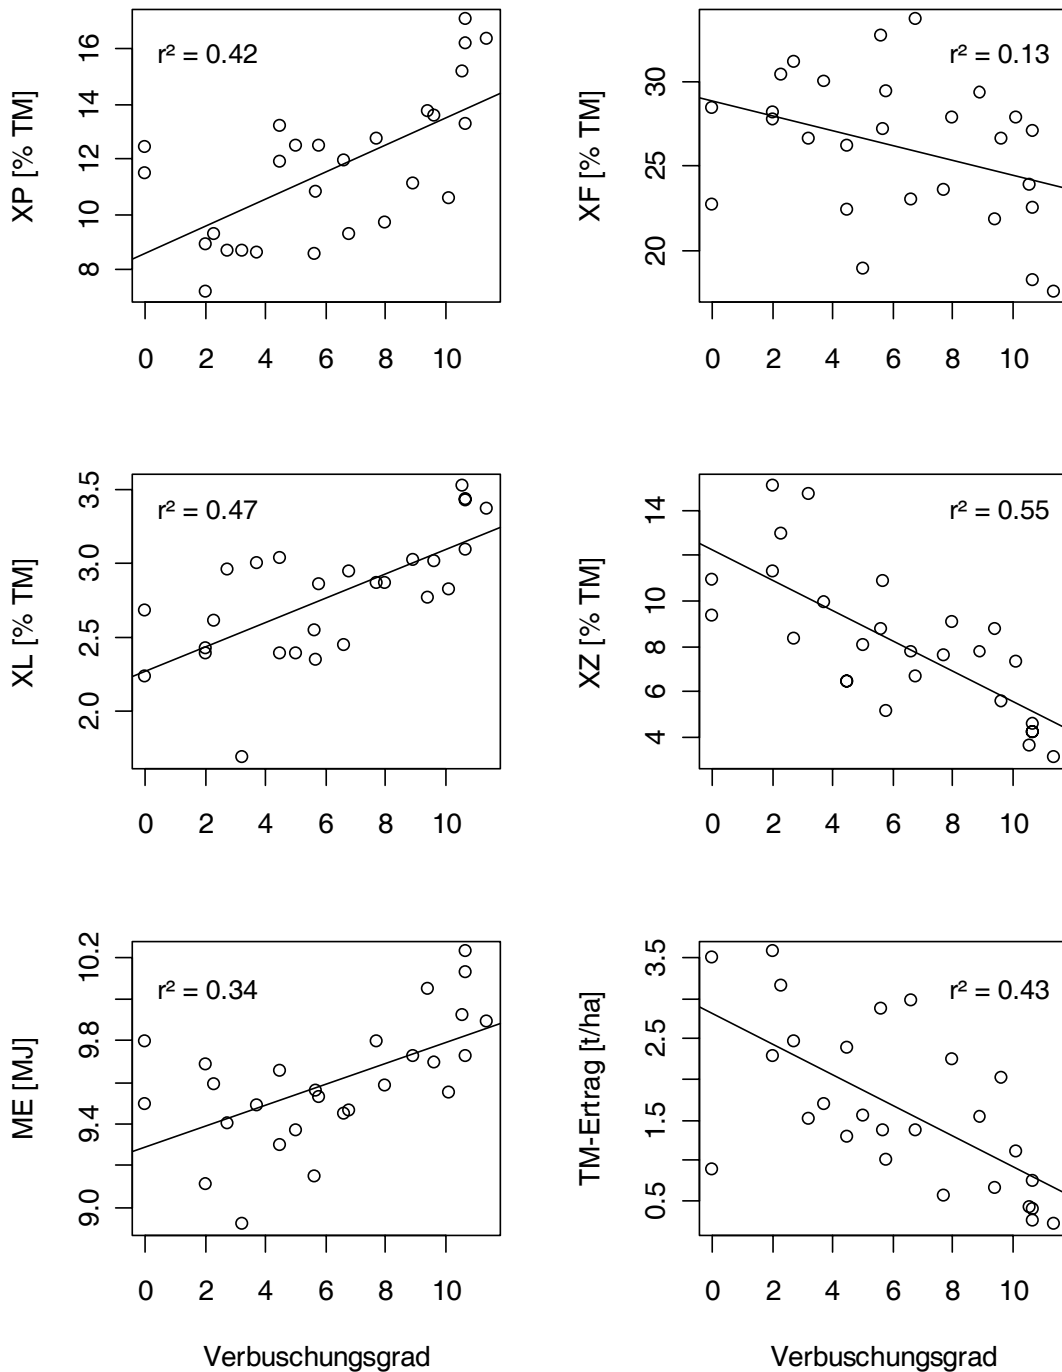 XP [% TM]
16
14
12
10
8
r² = 0.42
0 2 4 6 8 10
XF [% TM]
30
25
20
r² = 0.13
0 2 4 6 8 10
XL [% TM]
3.5
3.0
2.5
2.0
r² = 0.47
0 2 4 6 8 10
XZ [% TM]
14
10
8
6
4
r² = 0.55
0 2 4 6 8 10
ME [MJ]
10.2
9.8
9.4
9.0
r² = 0.34
0 2 4 6 8 10
Verbuschungsgrad
TM-Ertrag [t/ha]
3.5
2.5
1.5
0.5
r² = 0.43
0 2 4 6 8 10
Verbuschungsgrad